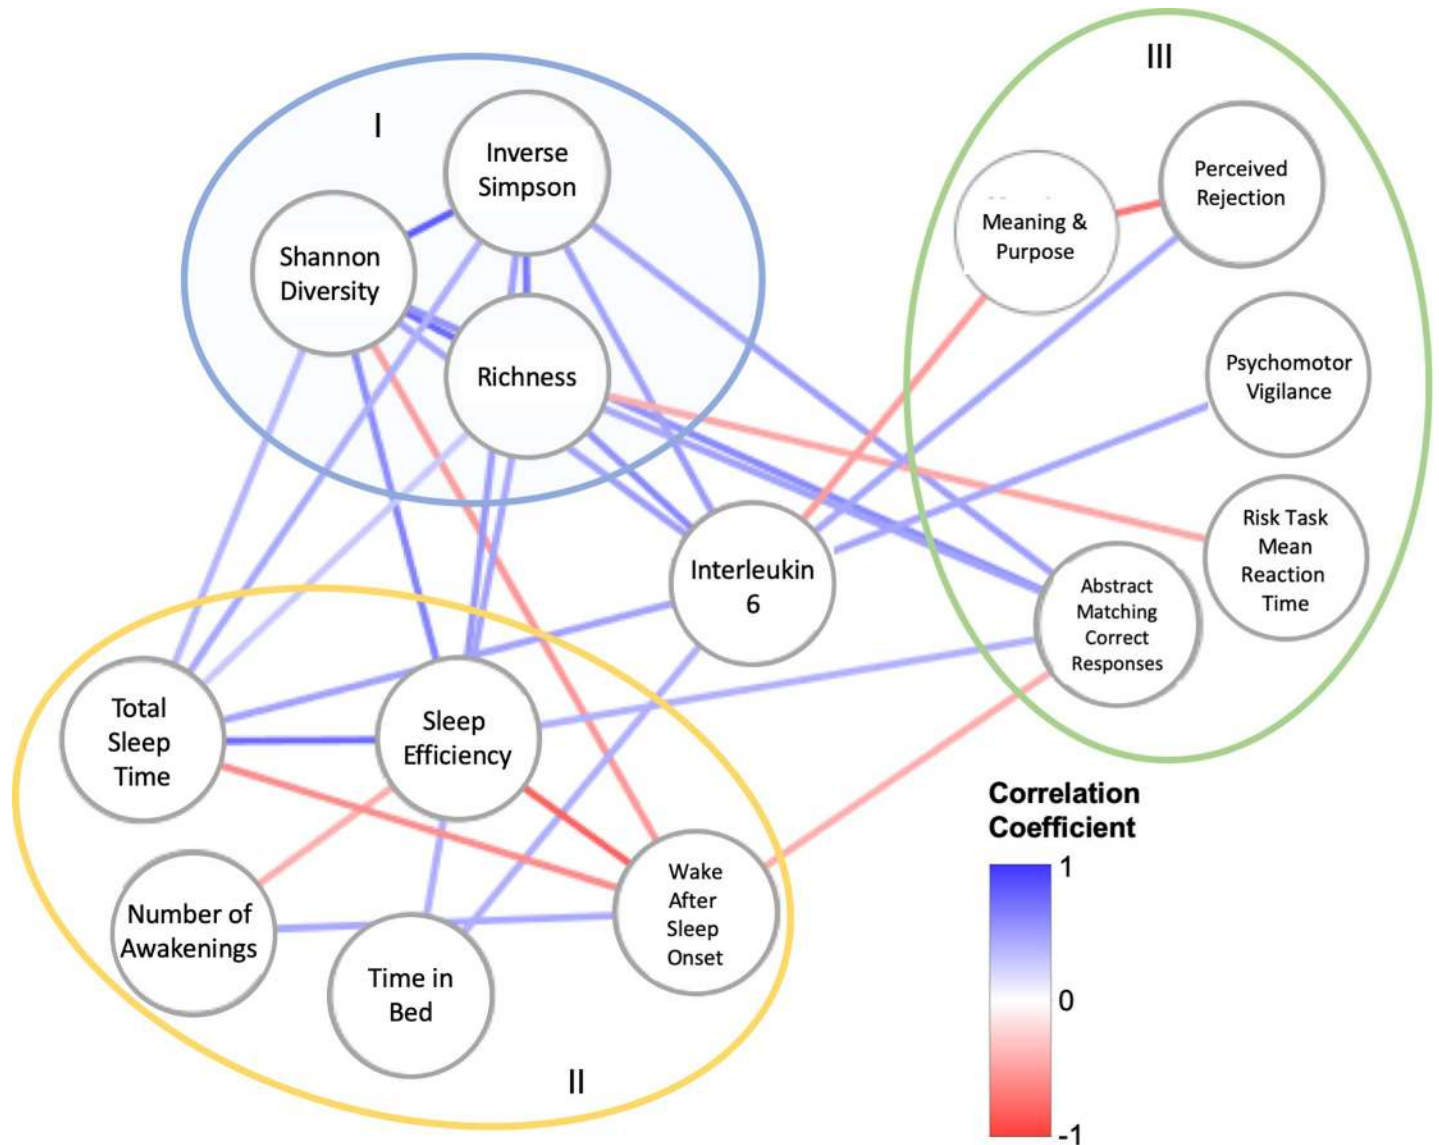 I
Inverse
Simpson
Shannon
Diversity
Richness
III
Meaning &
Purpose
Perceived
Rejection
Psychomotor
Vigilance
Risk Task
Mean
Reaction
Time
Abstract
Matching
Correct
Responses
Interleukin
6
Total
Sleep
Time
Sleep
Efficiency
Number of
Awakenings
Time in
Bed
Wake
After
Sleep
Onset
II
Correlation
Coefficient
1
0
-1